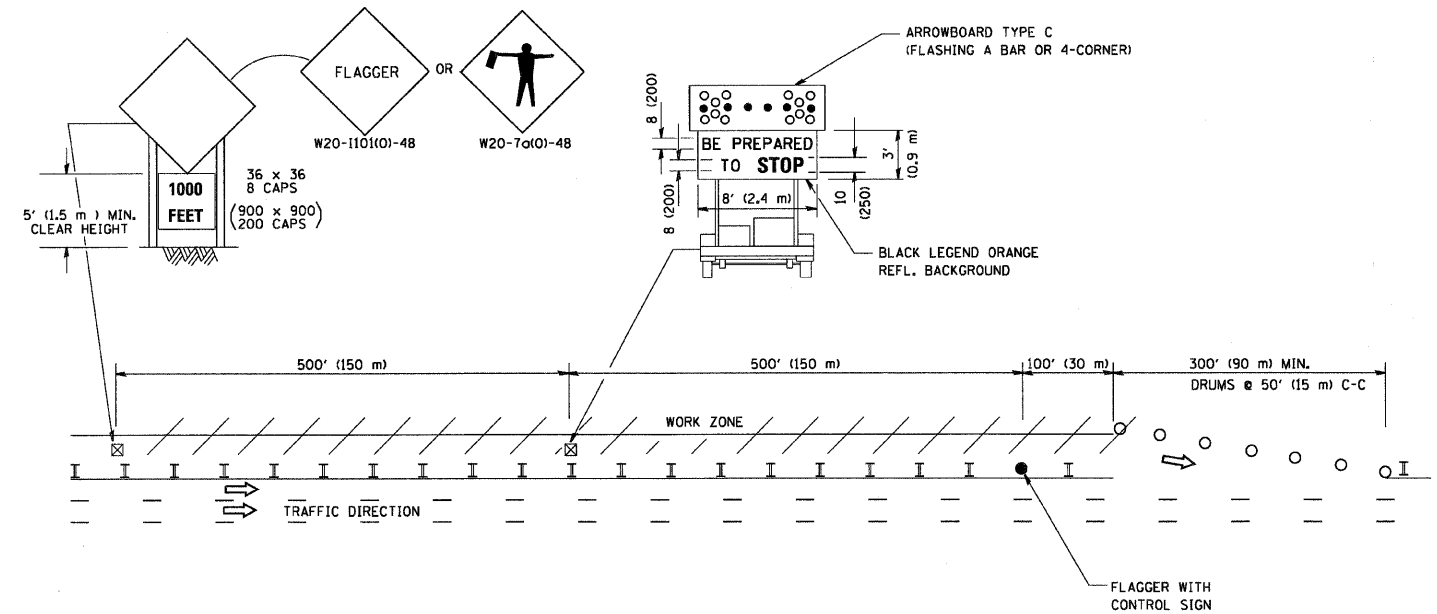 FLAGGER
OR
W20-I101(O)-48
W20-7a(O)-48
1000
FEET
36 x 36
8 CAPS
(900 x 900)
200 CAPS
5' (1.5 m ) MIN.
CLEAR HEIGHT
ARROWBOARD TYPE C
(FLASHING A BAR OR 4-CORNER)
8 (200)
BE PREPARED
TO STOP
3'
(0.9 m)
8 (200)
8' (2.4 m)
10
(250)
BLACK LEGEND ORANGE
REFL. BACKGROUND
500' (150 m)
500' (150 m)
100' (30 m)
300' (90 m) MIN.
DRUMS @ 50' (15 m) C-C
WORK ZONE
TRAFFIC DIRECTION
FLAGGER WITH
CONTROL SIGN